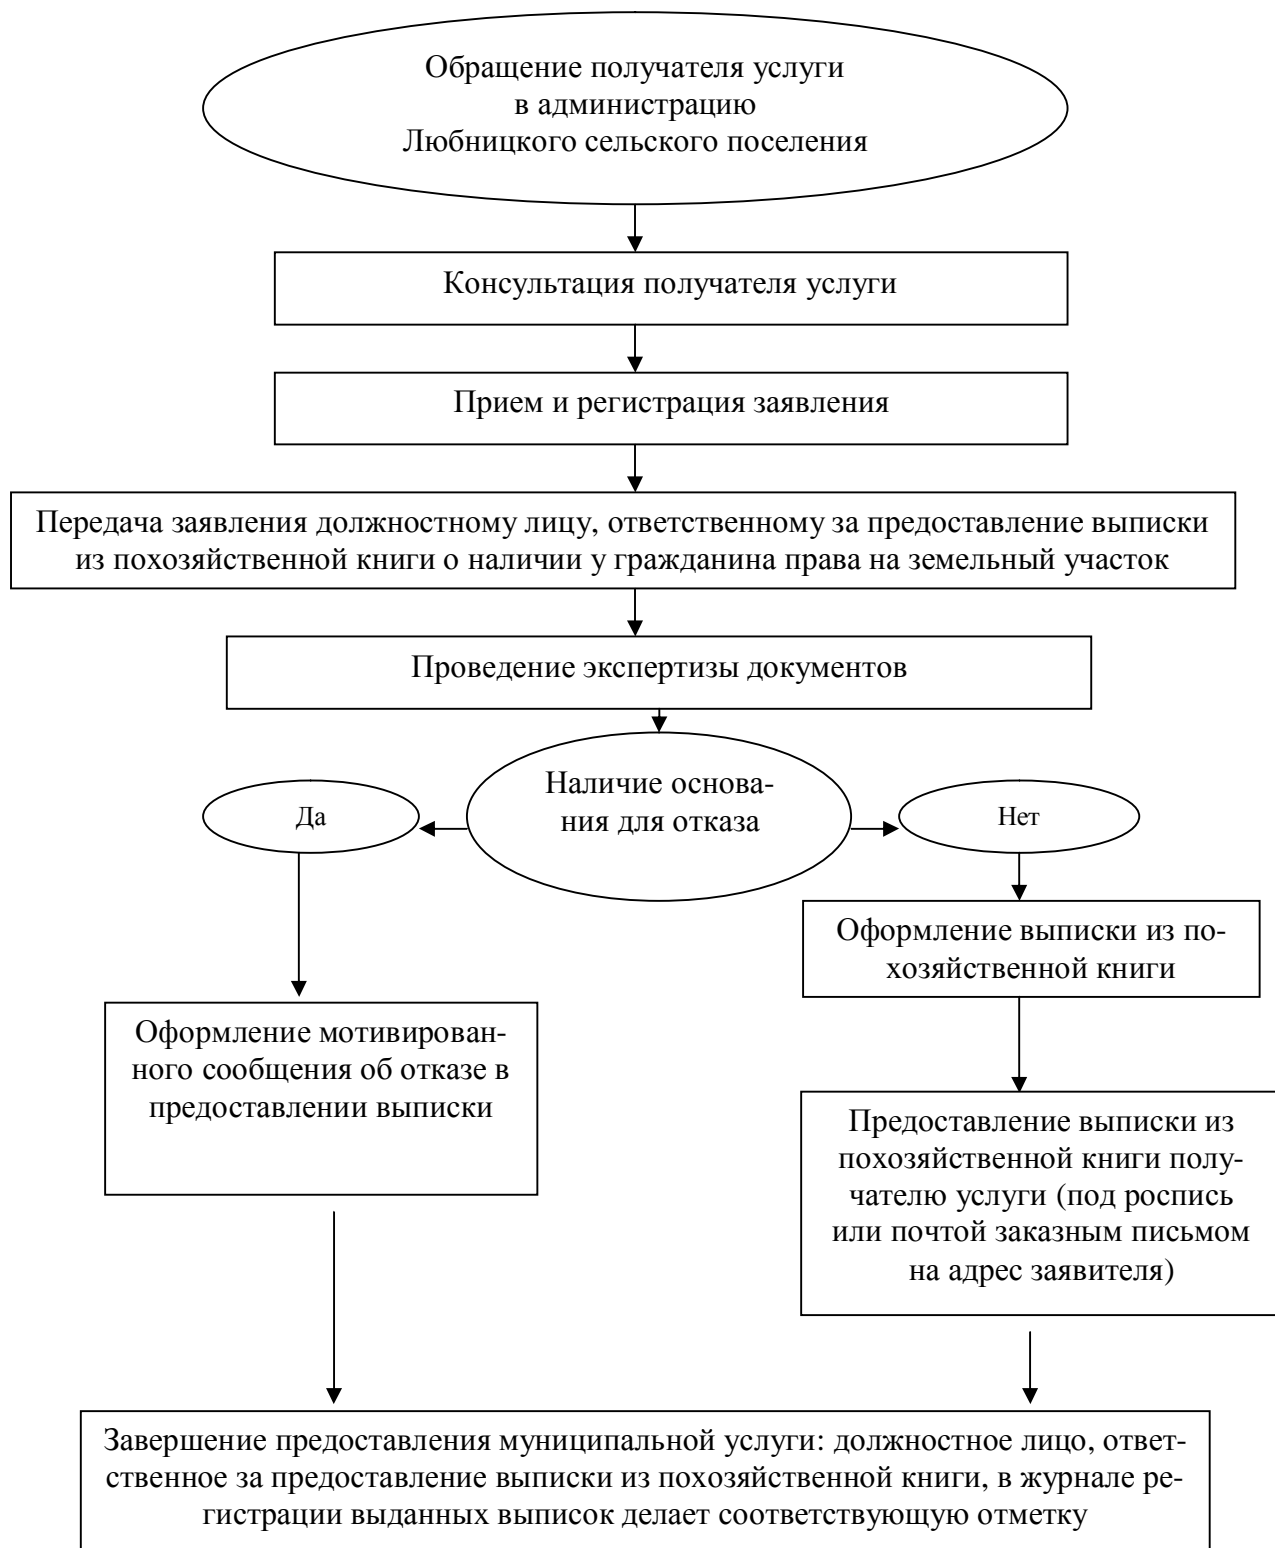 Обращение получателя услуги
в администрацию
Любницкого сельского поселения
Консультация получателя услуги
Прием и регистрация заявления
Передача заявления должностному лицу, ответственному за предоставление выписки
из похозяйственной книги о наличии у гражданина права на земельный участок
Проведение экспертизы документов
Наличие основа-
ния для отказа
Да
Нет
Оформление выписки из по-
хозяйственной книги
Оформление мотивирован-
ного сообщения об отказе в
предоставлении выписки
Предоставление выписки из
похозяйственной книги полу-
чателю услуги (под роспись
или почтой заказным письмом
на адрес заявителя)
Завершение предоставления муниципальной услуги: должностное лицо, ответ-
ственное за предоставление выписки из похозяйственной книги, в журнале ре-
гистрации выданных выписок делает соответствующую отметку